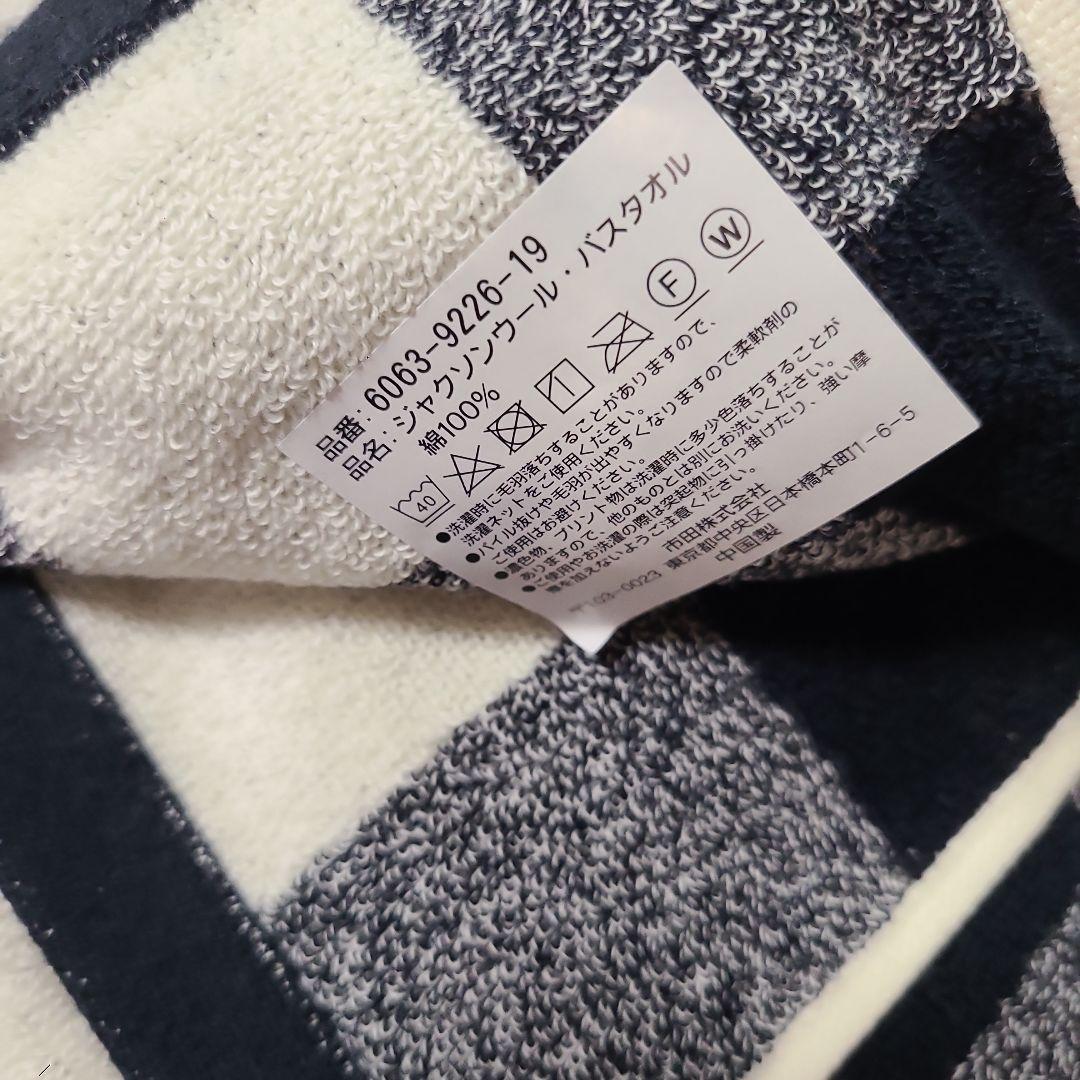 品番: 6063-9226-19
品名: ジャクソンウール・バスタオル
綿100%
40 F W
●洗濯時に毛羽落ちすることがありますので、
洗濯ネットをご使用ください。
●パイル抜けや毛羽が出やすくなりますので柔軟剤の
ご使用はお避けください。
●濃色物、プリント物は洗濯時に多少色落ちすることが
ありますので、他のものとは別にお洗いください。
●ご使用やお洗濯の際は突起物に引っ掛けたり、強い摩
擦を加えないようご注意ください。
市田株式会社
〒103-0023 東京都中央区日本橋本町1-6-5
中国製